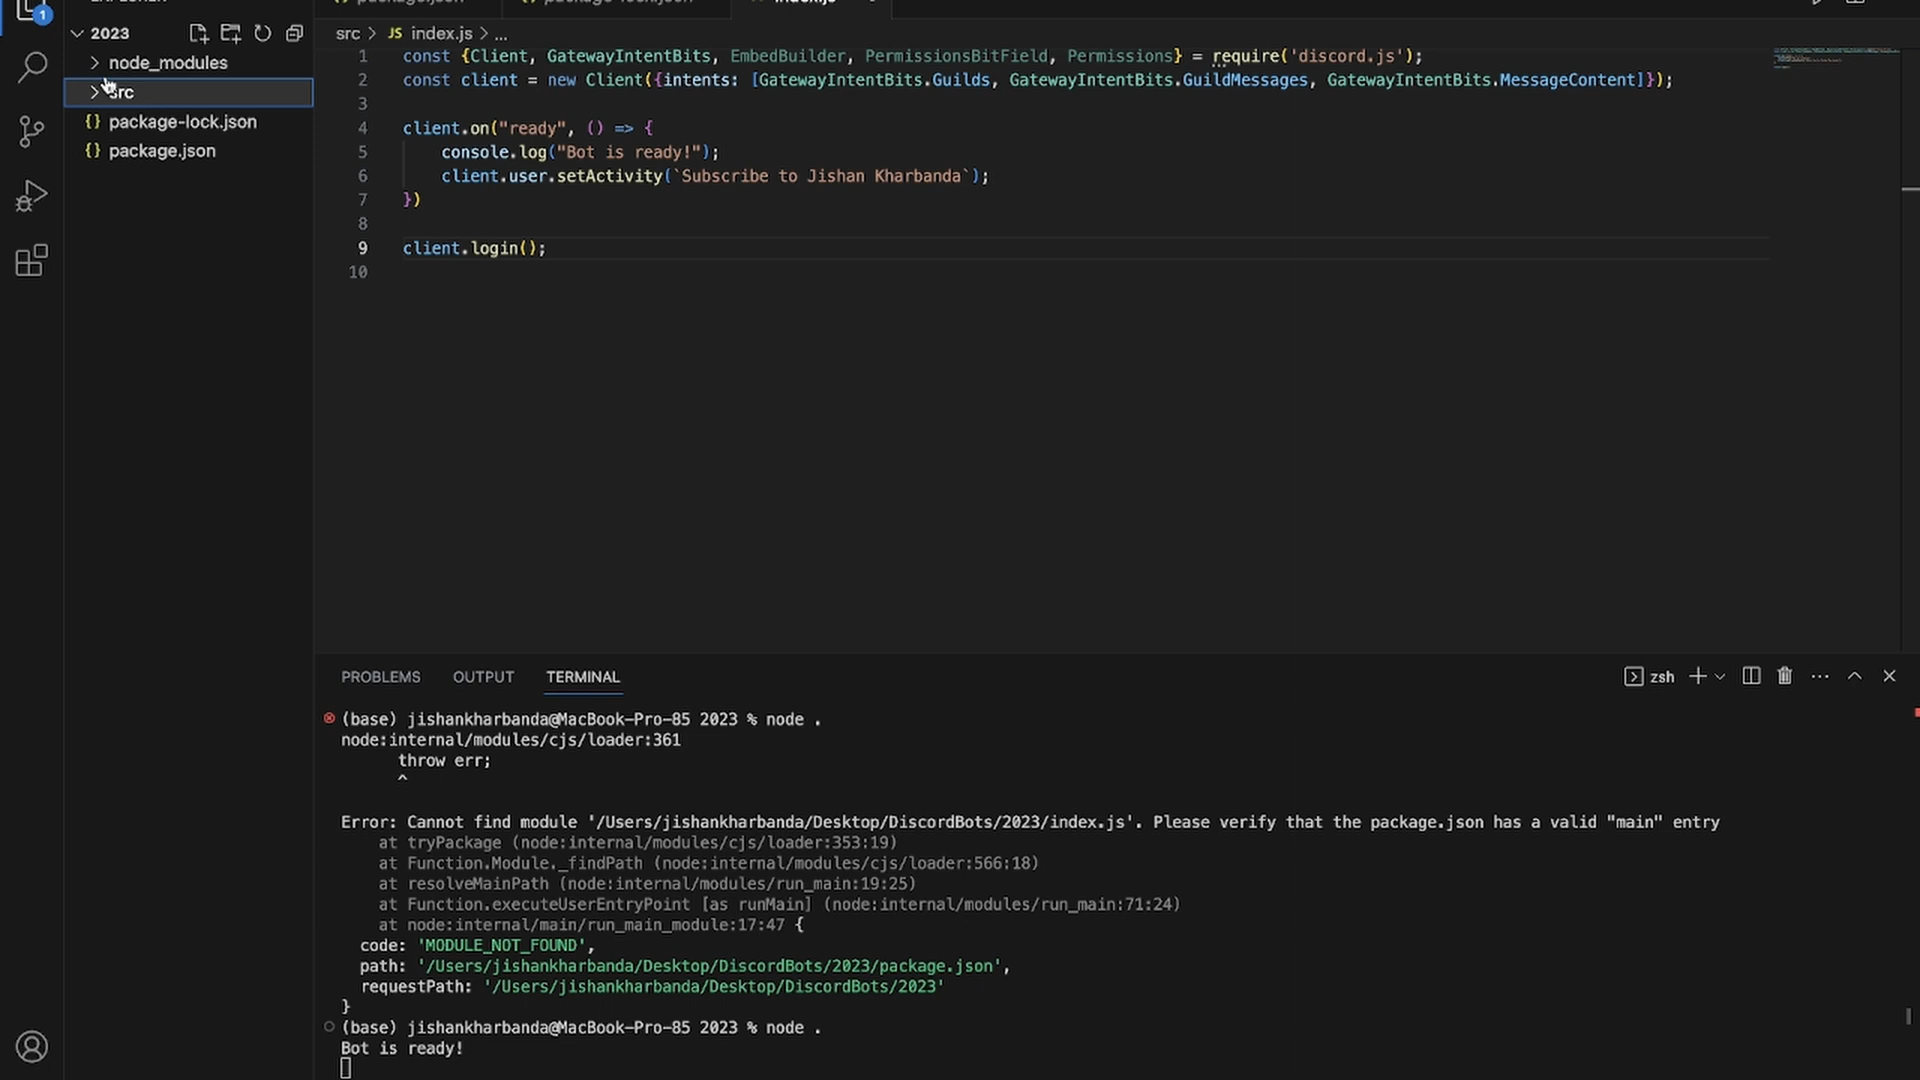 EXPLORER
package.json
package-lock.json
index.js
1
2023
src > JS index.js > ...
node_modules
src
package-lock.json
package.json
1 const {Client, GatewayIntentBits, EmbedBuilder, PermissionsBitField, Permissions} = require('discord.js');
2 const client = new Client({intents: [GatewayIntentBits.Guilds, GatewayIntentBits.GuildMessages, GatewayIntentBits.MessageContent]});
3
4 client.on("ready", () => {
5 console.log("Bot is ready!");
6 client.user.setActivity(`Subscribe to Jishan Kharbanda`);
7 })
8
9 client.login();
10
PROBLEMS OUTPUT TERMINAL
zsh
(base) jishankharbanda@MacBook-Pro-85 2023 % node .
node:internal/modules/cjs/loader:361
throw err;
^
Error: Cannot find module '/Users/jishankharbanda/Desktop/DiscordBots/2023/index.js'. Please verify that the package.json has a valid "main" entry
at tryPackage (node:internal/modules/cjs/loader:353:19)
at Function.Module._findPath (node:internal/modules/cjs/loader:566:18)
at resolveMainPath (node:internal/modules/run_main:19:25)
at Function.executeUserEntryPoint [as runMain] (node:internal/modules/run_main:71:24)
at node:internal/main/run_main_module:17:47 {
code: 'MODULE_NOT_FOUND',
path: '/Users/jishankharbanda/Desktop/DiscordBots/2023/package.json',
requestPath: '/Users/jishankharbanda/Desktop/DiscordBots/2023'
}
(base) jishankharbanda@MacBook-Pro-85 2023 % node .
Bot is ready!